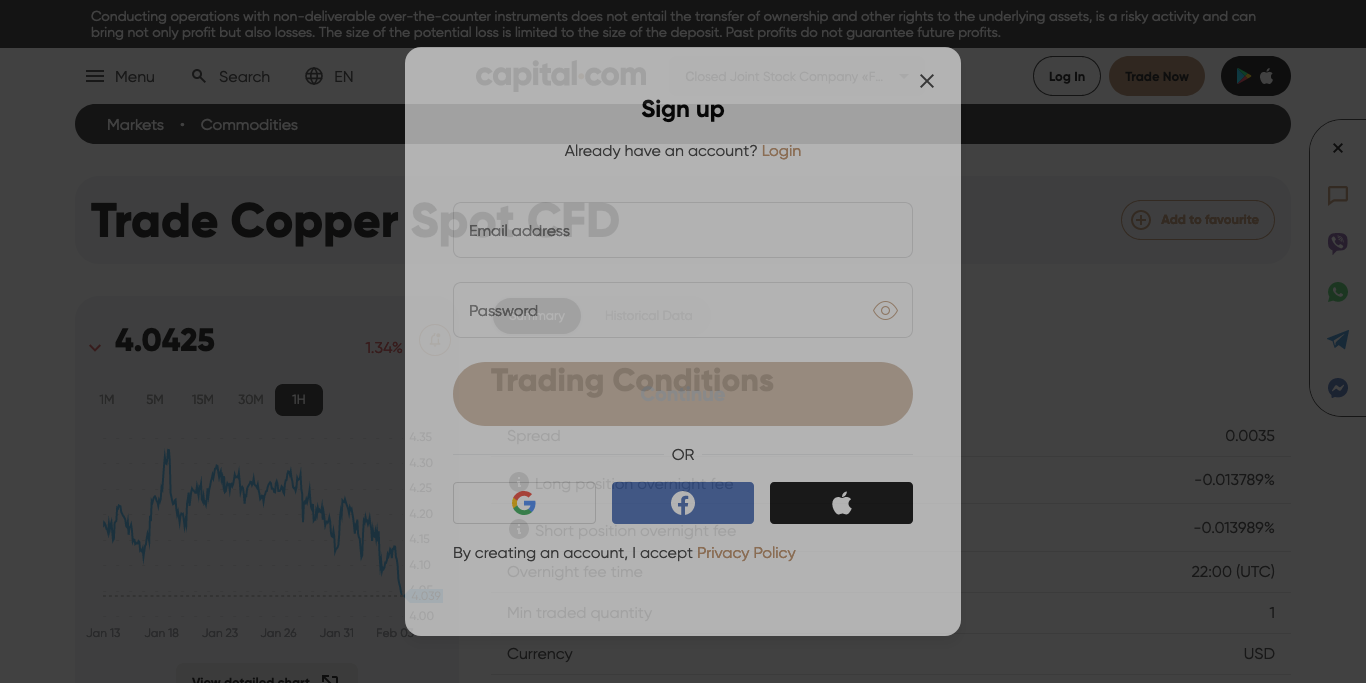 Conducting operations with non-deliverable over-the-counter instruments does not entail the transfer of ownership and other rights to the underlying assets, is a risky activity and can
bring not only profit but also losses. The size of the potential loss is limited to the size of the deposit. Past profits do not guarantee future profits.
Menu Search EN capital.com Closed Joint Stock Company «F... Log In Trade Now
Markets • Commodities
Sign up
Already have an account? Login
Trade Copper Spot CFD
Add to favourite
Email address
Password
Summary Historical Data
4.0425
1.34%
1M 5M 15M 30M 1H
Trading Conditions
Continue
4.35
4.30
4.25
4.20
4.15
4.10
4.00
Jan 13 Jan 18 Jan 23 Jan 26 Jan 31
View detailed chart
Spread 0.0035
OR
Long position overnight fee -0.013789%
Short position overnight fee -0.013989%
By creating an account, I accept Privacy Policy
Overnight fee time 22:00 (UTC)
Min traded quantity 1
Currency USD